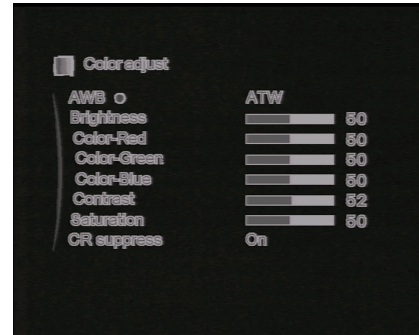 Color adjust
AWB ATW
Brightness 50
Color-Red 50
Color-Green 50
Color-Blue 50
Contrast 52
Saturation 50
CR suppress On